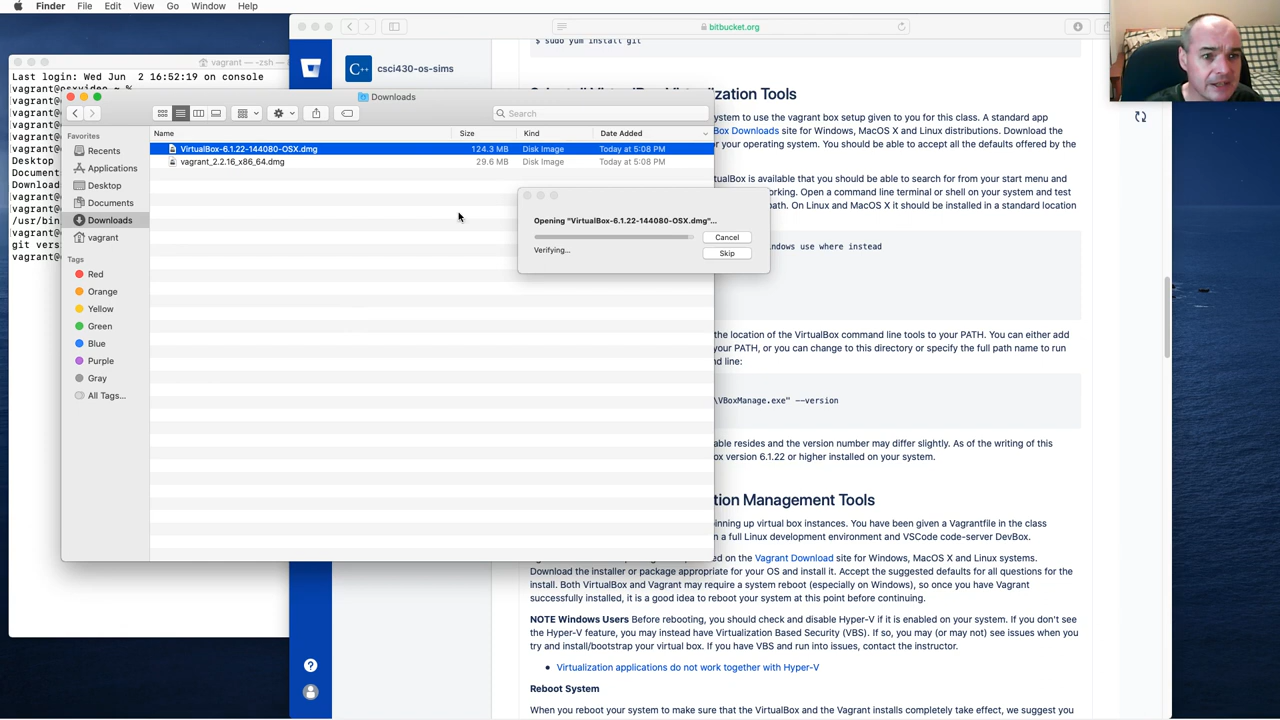 Finder File Edit View Go Window Help
bitbucket.org
$ sudo yum install git
csci430-os-sims
vagrant — -zsh —
Last login: Wed Jun 2 16:52:19 on console
vagrant@osxvideo ~ %
Downloads
Virtualization Tools
system to use the vagrant box setup given to you for this class. A standard app
Box Downloads site for Windows, MacOS X and Linux distributions. Download the
for your operating system. You should be able to accept all the defaults offered by the
VirtualBox is available that you should be able to search for from your start menu and
Open a command line terminal or shell on your system and test
path. On Linux and MacOS X it should be installed in a standard location
Search
Favorites
Recents
Applications
Desktop
Documents
Downloads
vagrant
Tags
Red
Orange
Yellow
Green
Blue
Purple
Gray
All Tags...
Name Size Kind Date Added
VirtualBox-6.1.22-144080-OSX.dmg 124.3 MB Disk Image Today at 5:08 PM
vagrant_2.2.16_x86_64.dmg 29.6 MB Disk Image Today at 5:08 PM
Opening "VirtualBox-6.1.22-144080-OSX.dmg"...
Cancel
Verifying...
Skip
Desktop
Document
Download
/usr/bin
git vers
use where instead
the location of the VirtualBox command line tools to your PATH. You can either add
your PATH, or you can change to this directory or specify the full path name to run
line:
\VBoxManage.exe" --version
resides and the version number may differ slightly. As of the writing of this
version 6.1.22 or higher installed on your system.
Management Tools
up virtual box instances. You have been given a Vagrantfile in the class
a full Linux development environment and VSCode code-server DevBox.
on the Vagrant Download site for Windows, MacOS X and Linux systems.
Download the installer or package appropriate for your OS and install it. Accept the suggested defaults for all questions for the
install. Both VirtualBox and Vagrant may require a system reboot (especially on Windows), so once you have Vagrant
successfully installed, it is a good idea to reboot your system at this point before continuing.
NOTE Windows Users Before rebooting, you should check and disable Hyper-V if it is enabled on your system. If you don't see
the Hyper-V feature, you may instead have Virtualization Based Security (VBS). If so, you may (or may not) see issues when you
try and install/bootstrap your virtual box. If you have VBS and run into issues, contact the instructor.
• Virtualization applications do not work together with Hyper-V
Reboot System
When you reboot your system to make sure that the VirtualBox and the Vagrant installs completely take effect, we suggest you